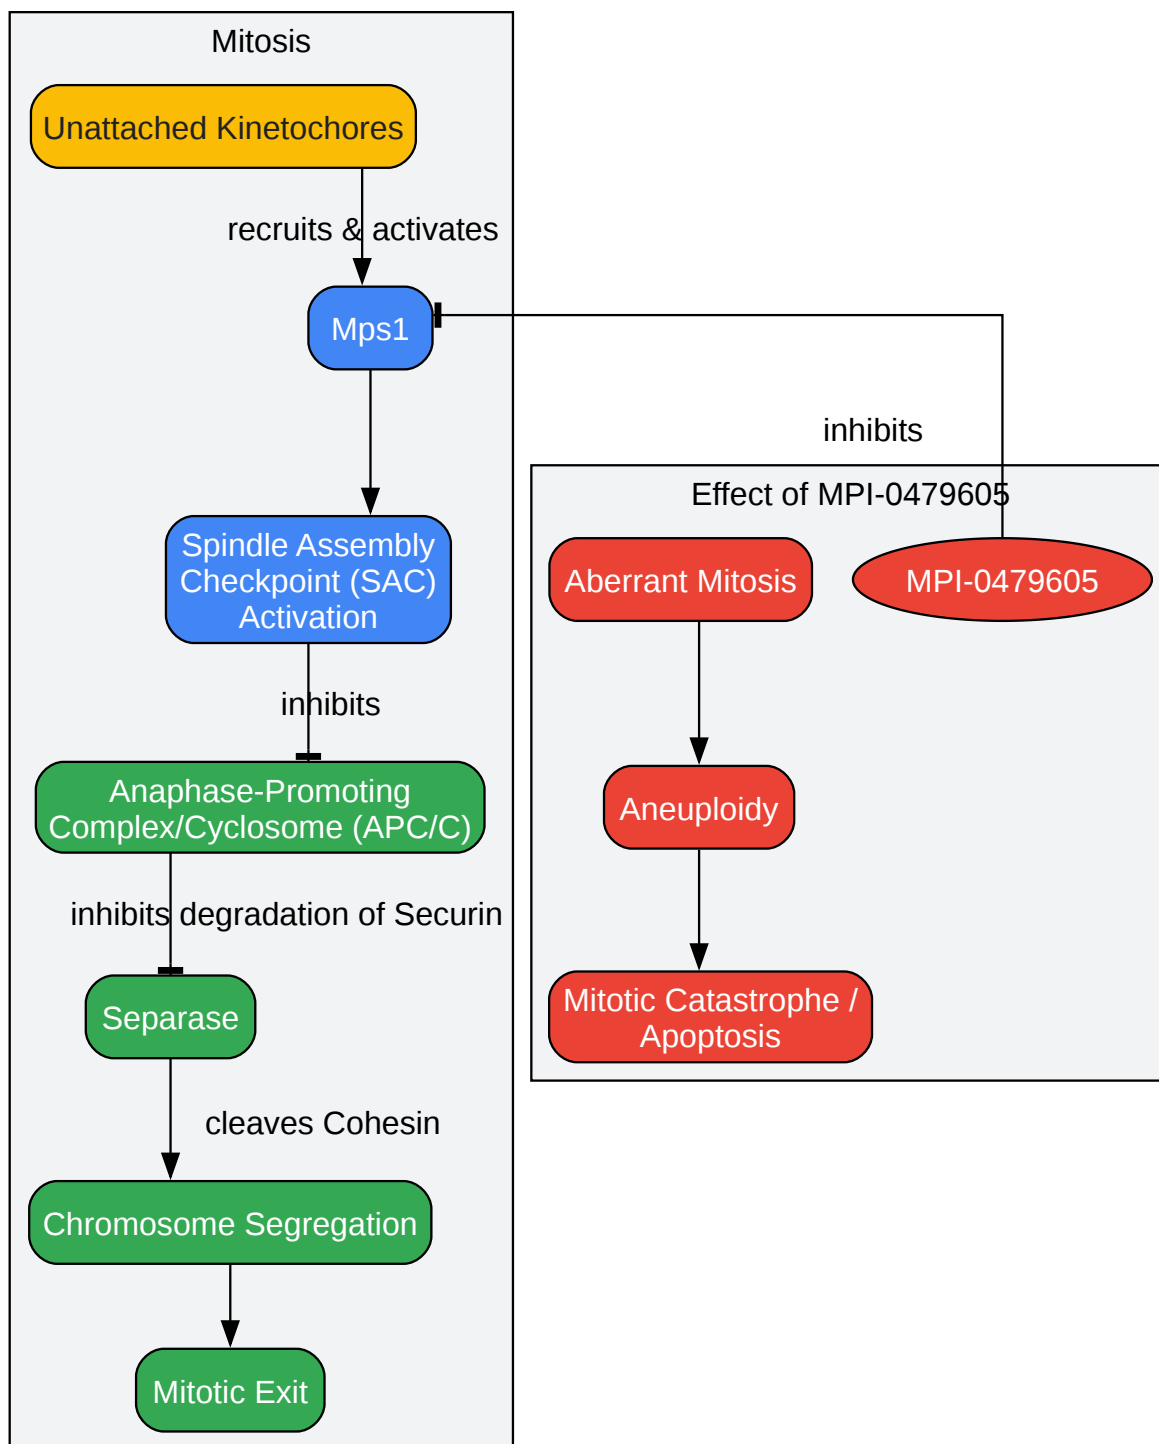 Mitosis
Unattached Kinetochores
recruits & activates
Mps1
Spindle Assembly
Checkpoint (SAC)
Activation
inhibits
Anaphase-Promoting
Complex/Cyclosome (APC/C)
inhibits degradation of Securin
Separase
cleaves Cohesin
Chromosome Segregation
Mitotic Exit
inhibits
Effect of MPI-0479605
Aberrant Mitosis
MPI-0479605
Aneuploidy
Mitotic Catastrophe /
Apoptosis